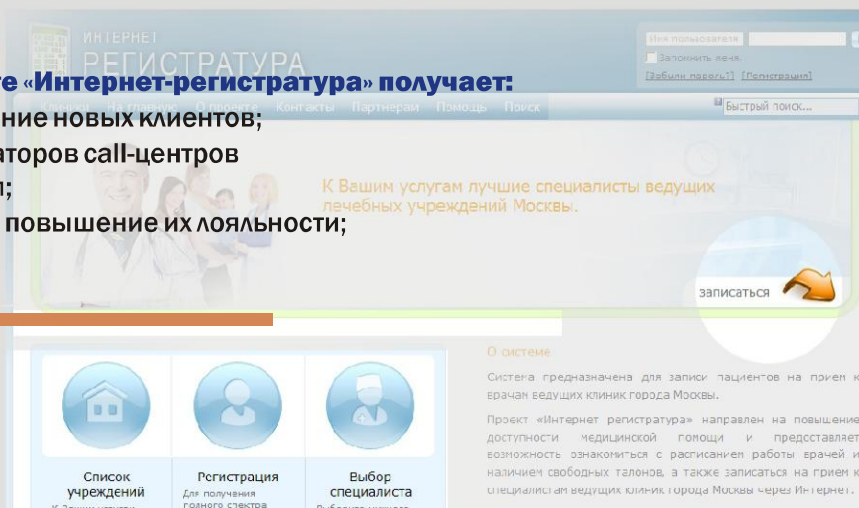 ИНТЕРНЕТ
РЕГИСТРАТУРА
Имя пользователя
Запомнить меня.
[Забыли пароль?] [Регистрация]
те «Интернет-регистратура» получает:
Клиники На главную О проекте Контакты Партнерам Помощь Поиск
Быстрый поиск...
ние новых клиентов;
аторов call-центров
повышение их лояльности;
К Вашим услугам лучшие специалисты ведущих
лечебных учреждений Москвы.
записаться
О системе
Система предназначена для записи пациентов на прием к
врачам ведущих клиник города Москвы.
Проект «Интернет регистратура» направлен на повышение
доступности медицинской помощи и предоставляет
возможность ознакомиться с расписанием работы врачей и
наличием свободных талонов, а также записаться на прием к
специалистам ведущих клиник города Москвы через Интернет.
Список
учреждений
К Вашим услугам
Регистрация
Для получения
полного спектра
Выбор
специалиста